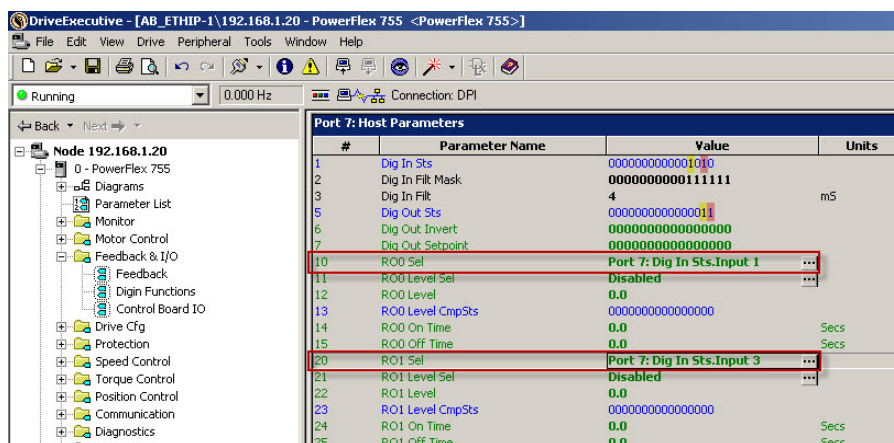 DriveExecutive - [AB_ETHIP-1\192.168.1.20 - PowerFlex 755 <PowerFlex 755>]
File Edit View Drive Peripheral Tools Window Help
Running 0.000 Hz Connection: DPI
Back Next
Node 192.168.1.20
0 - PowerFlex 755
Diagrams
Parameter List
Monitor
Motor Control
Feedback & I/O
Feedback
Digin Functions
Control Board IO
Drive Cfg
Protection
Speed Control
Torque Control
Position Control
Communication
Diagnostics
Port 7: Host Parameters
# Parameter Name Value Units
1 Dig In Sts 0000000000001010
2 Dig In Filt Mask 0000000000111111
3 Dig In Filt 4 mS
5 Dig Out Sts 0000000000000011
6 Dig Out Invert 0000000000000000
7 Dig Out Setpoint 0000000000000000
10 RO0 Sel Port 7: Dig In Sts.Input 1 ...
11 RO0 Level Sel Disabled ...
12 RO0 Level 0.0
13 RO0 Level CmpSts 0000000000000000
14 RO0 On Time 0.0 Secs
15 RO0 Off Time 0.0 Secs
20 RO1 Sel Port 7: Dig In Sts.Input 3 ...
21 RO1 Level Sel Disabled ...
22 RO1 Level 0.0
23 RO1 Level CmpSts 0000000000000000
24 RO1 On Time 0.0 Secs
25 RO1 Off Time 0.0 Secs